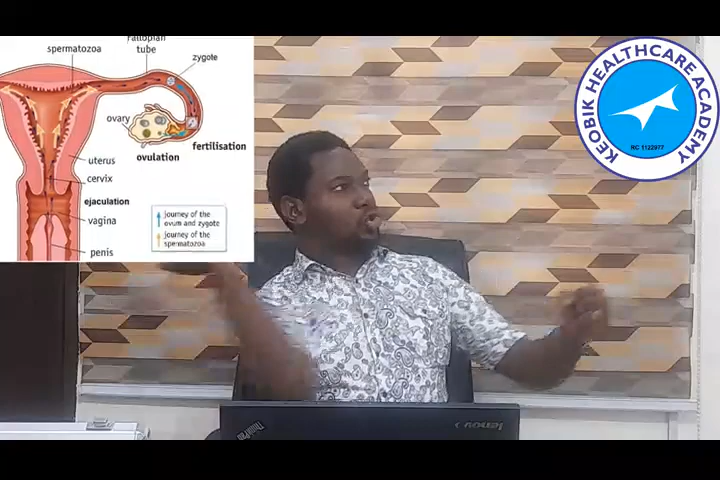 fallopian
tube
spermatozoa
zygote
ovary
fertilisation
ovulation
uterus
cervix
ejaculation
vagina
penis
journey of the
ovum and zygote
journey of the
spermatozoa
KEOBIK HEALTHCARE ACADEMY
RC 1122977
ThinkPad
lenovo